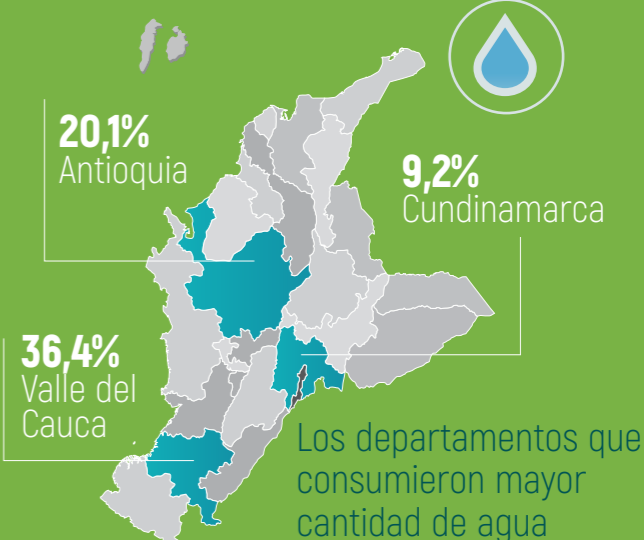 20,1%
Antioquia
9,2%
Cundinamarca
36,4%
Valle del
Cauca
Los departamentos que
consumieron mayor
cantidad de agua